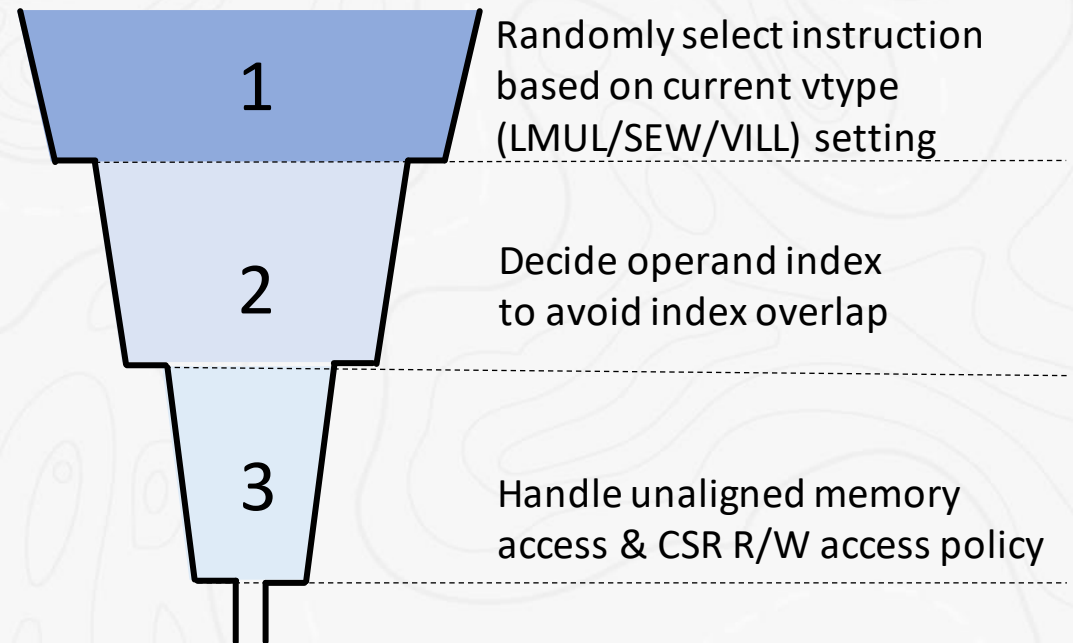 1
Randomly select instruction
based on current vtype
(LMUL/SEW/VILL) setting
2
Decide operand index
to avoid index overlap
3
Handle unaligned memory
access & CSR R/W access policy